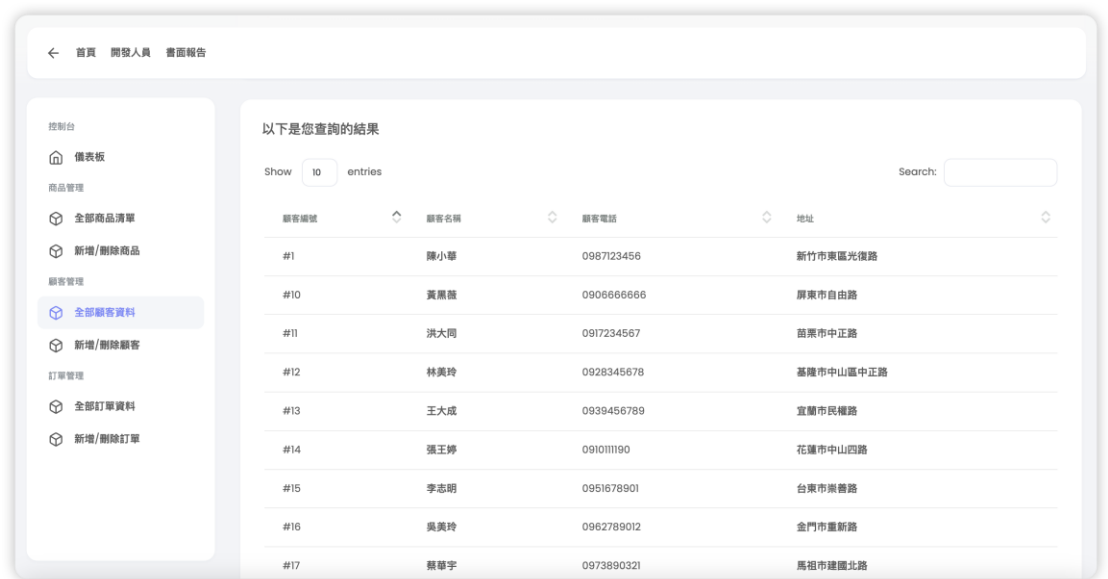 首頁 開發人員 書面報告
控制台
儀表板
商品管理
全部商品清單
新增/刪除商品
顧客管理
全部顧客資料
新增/刪除顧客
訂單管理
全部訂單資料
新增/刪除訂單
以下是您查詢的結果
Show 10 entries
Search:
顧客編號 顧客名稱 顧客電話 地址
#1 陳小華 0987123456 新竹市東區光復路
#10 黃黑薇 0906666666 屏東市自由路
#11 洪大同 0917234567 苗栗市中正路
#12 林美玲 0928345678 基隆市中山區中正路
#13 王大成 0939456789 宜蘭市民權路
#14 張王婷 0910111190 花蓮市中山四路
#15 李志明 0951678901 台東市崇善路
#16 吳美玲 0962789012 金門市重新路
#17 蔡華宇 0973890321 馬祖市建國北路